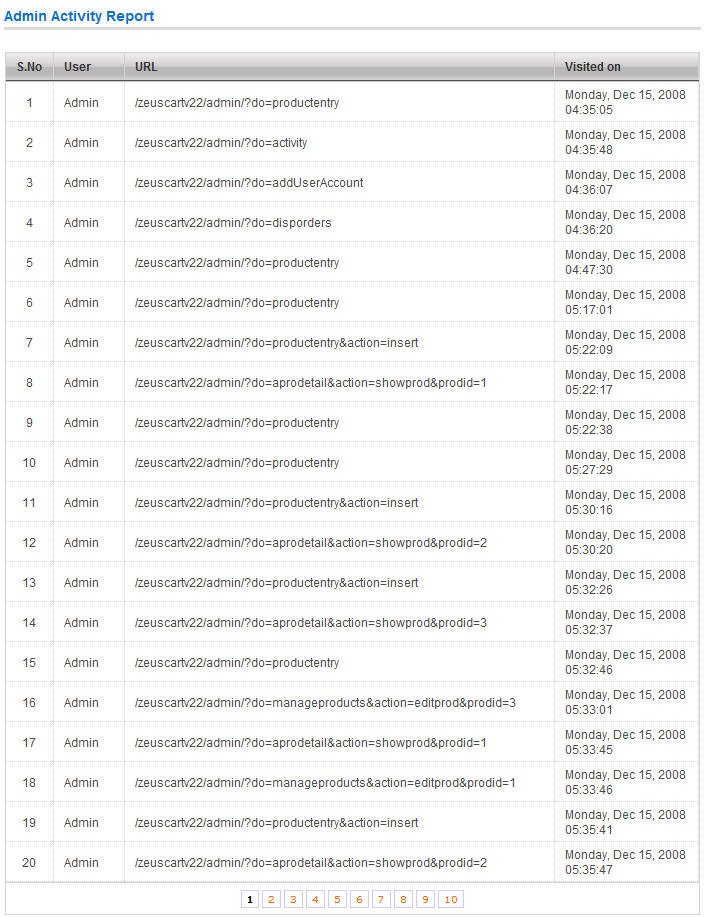 Admin Activity Report
S.No User URL Visited on
1 Admin /zeuscartv22/admin/?do=productentry Monday, Dec 15, 2008
04:35:05
2 Admin /zeuscartv22/admin/?do=activity Monday, Dec 15, 2008
04:35:48
3 Admin /zeuscartv22/admin/?do=addUserAccount Monday, Dec 15, 2008
04:36:07
4 Admin /zeuscartv22/admin/?do=disporders Monday, Dec 15, 2008
04:36:20
5 Admin /zeuscartv22/admin/?do=productentry Monday, Dec 15, 2008
04:47:30
6 Admin /zeuscartv22/admin/?do=productentry Monday, Dec 15, 2008
05:17:01
7 Admin /zeuscartv22/admin/?do=productentry&action=insert Monday, Dec 15, 2008
05:22:09
8 Admin /zeuscartv22/admin/?do=aprodetail&action=showprod&prodid=1 Monday, Dec 15, 2008
05:22:17
9 Admin /zeuscartv22/admin/?do=productentry Monday, Dec 15, 2008
05:22:38
10 Admin /zeuscartv22/admin/?do=productentry Monday, Dec 15, 2008
05:27:29
11 Admin /zeuscartv22/admin/?do=productentry&action=insert Monday, Dec 15, 2008
05:30:16
12 Admin /zeuscartv22/admin/?do=aprodetail&action=showprod&prodid=2 Monday, Dec 15, 2008
05:30:20
13 Admin /zeuscartv22/admin/?do=productentry&action=insert Monday, Dec 15, 2008
05:32:26
14 Admin /zeuscartv22/admin/?do=aprodetail&action=showprod&prodid=3 Monday, Dec 15, 2008
05:32:37
15 Admin /zeuscartv22/admin/?do=productentry Monday, Dec 15, 2008
05:32:46
16 Admin /zeuscartv22/admin/?do=manageproducts&action=editprod&prodid=3 Monday, Dec 15, 2008
05:33:01
17 Admin /zeuscartv22/admin/?do=aprodetail&action=showprod&prodid=1 Monday, Dec 15, 2008
05:33:45
18 Admin /zeuscartv22/admin/?do=manageproducts&action=editprod&prodid=1 Monday, Dec 15, 2008
05:33:46
19 Admin /zeuscartv22/admin/?do=productentry&action=insert Monday, Dec 15, 2008
05:35:41
20 Admin /zeuscartv22/admin/?do=aprodetail&action=showprod&prodid=2 Monday, Dec 15, 2008
05:35:47
1 2 3 4 5 6 7 8 9 10